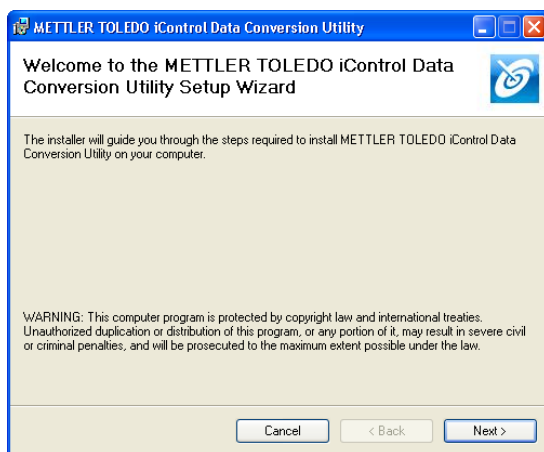 METTLER TOLEDO iControl Data Conversion Utility
Welcome to the METTLER TOLEDO iControl Data
Conversion Utility Setup Wizard
The installer will guide you through the steps required to install METTLER TOLEDO iControl Data
Conversion Utility on your computer.
WARNING: This computer program is protected by copyright law and international treaties.
Unauthorized duplication or distribution of this program, or any portion of it, may result in severe civil
or criminal penalties, and will be prosecuted to the maximum extent possible under the law.
Cancel
< Back
Next >